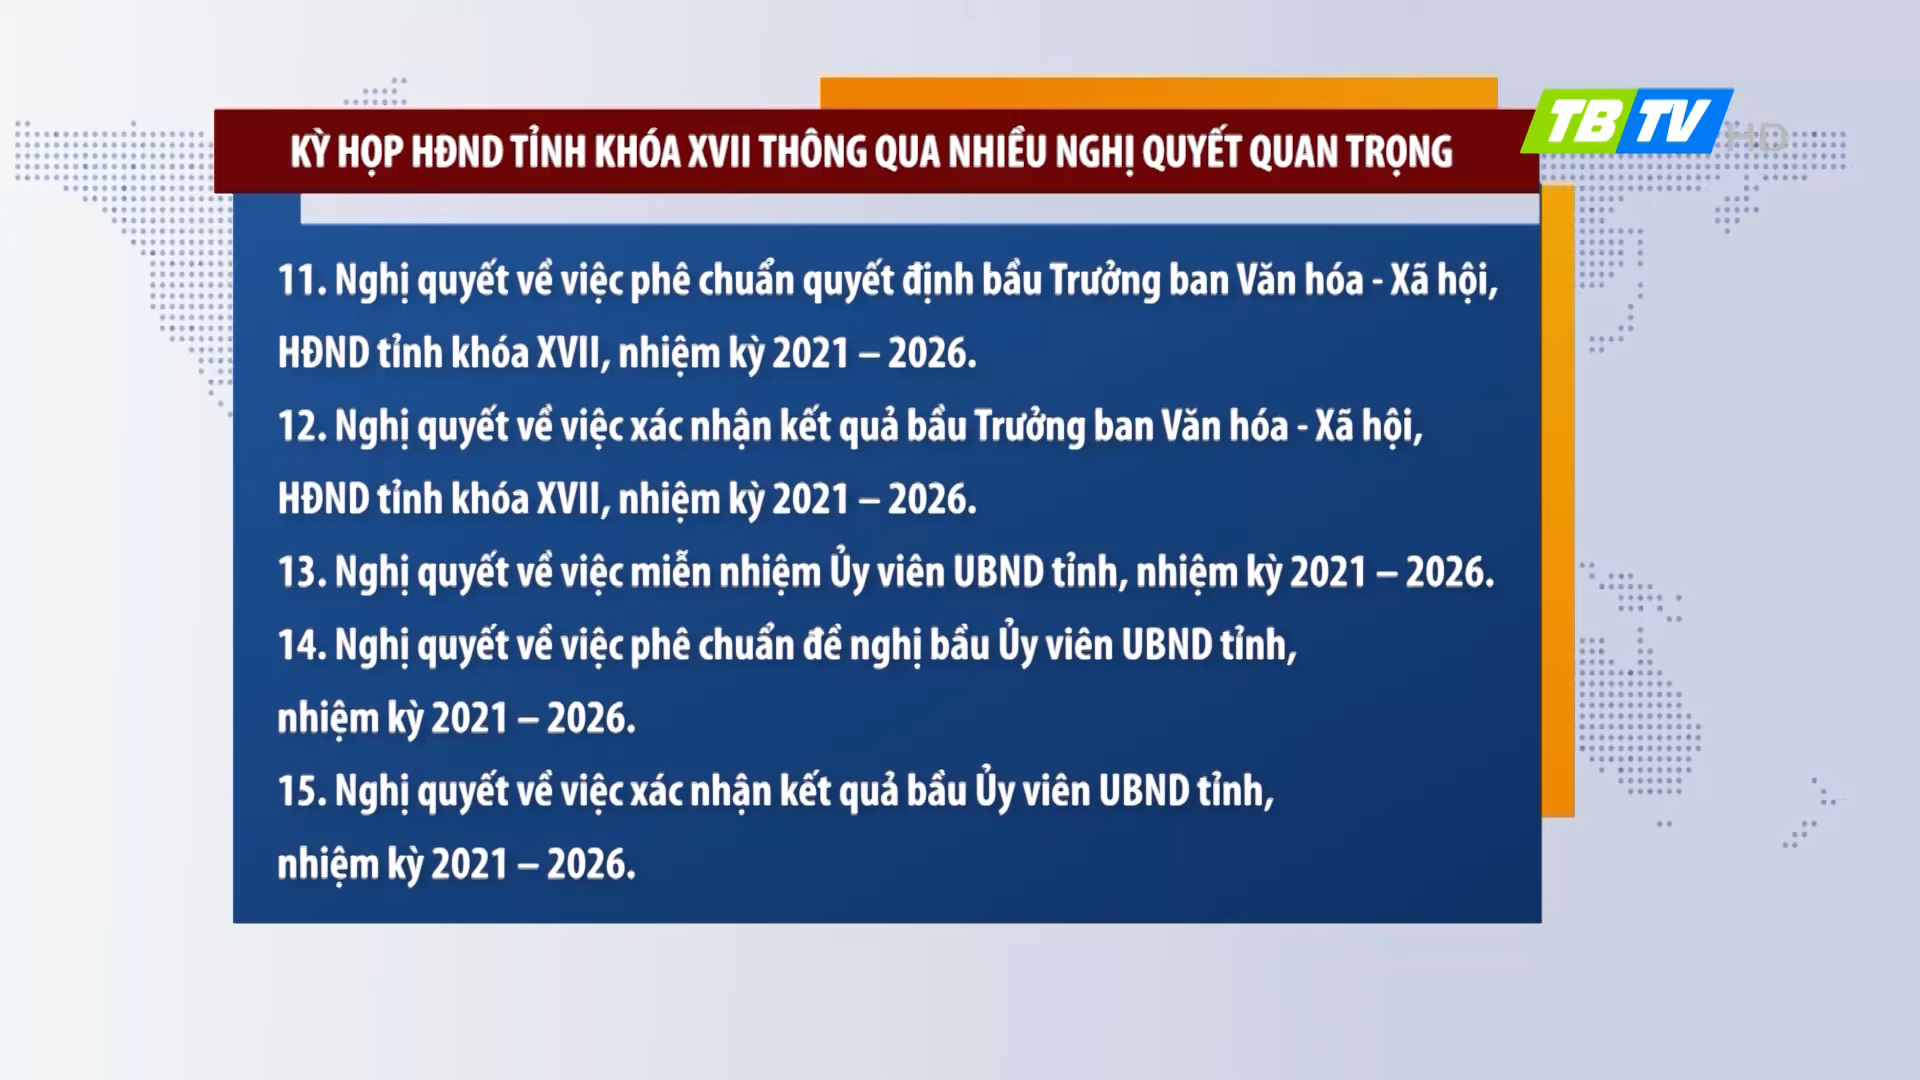 TBTV HD
KỲ HỌP HĐND TỈNH KHÓA XVII THÔNG QUA NHIỀU NGHỊ QUYẾT QUAN TRỌNG
11. Nghị quyết về việc phê chuẩn quyết định bầu Trưởng ban Văn hóa - Xã hội,
HĐND tỉnh khóa XVII, nhiệm kỳ 2021 – 2026.
12. Nghị quyết về việc xác nhận kết quả bầu Trưởng ban Văn hóa - Xã hội,
HĐND tỉnh khóa XVII, nhiệm kỳ 2021 – 2026.
13. Nghị quyết về việc miễn nhiệm Ủy viên UBND tỉnh, nhiệm kỳ 2021 – 2026.
14. Nghị quyết về việc phê chuẩn đề nghị bầu Ủy viên UBND tỉnh,
nhiệm kỳ 2021 – 2026.
15. Nghị quyết về việc xác nhận kết quả bầu Ủy viên UBND tỉnh,
nhiệm kỳ 2021 – 2026.